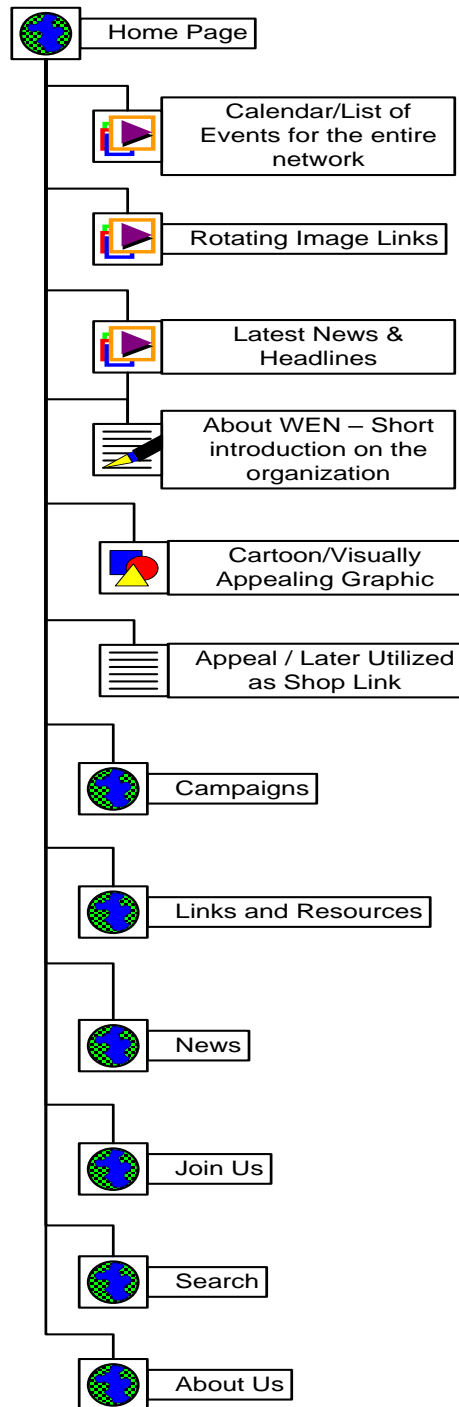 Home Page
Calendar/List of
Events for the entire
network
Rotating Image Links
Latest News &
Headlines
About WEN – Short
introduction on the
organization
Cartoon/Visually
Appealing Graphic
Appeal / Later Utilized
as Shop Link
Campaigns
Links and Resources
News
Join Us
Search
About Us